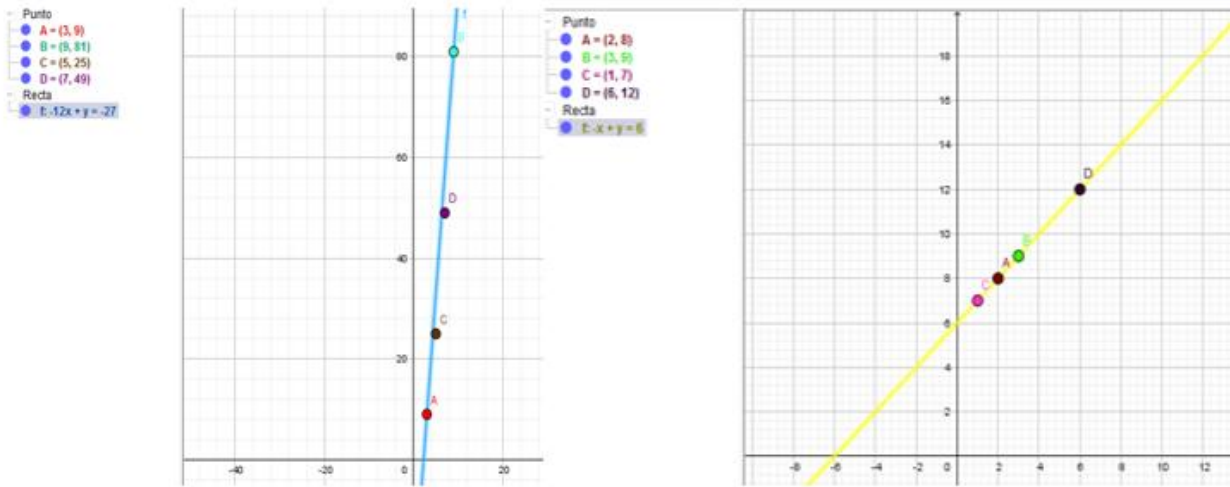 Punto
A = (3, 9)
B = (9, 81)
C = (5, 25)
D = (7, 49)
Recta
f: -12x + y = -27
f
B
80
D
60
40
C
20
A
-40
-20
0
20
Punto
A = (2, 8)
B = (3, 9)
C = (1, 7)
D = (6, 12)
Recta
f: -x + y = 6
18
16
14
D
12
10
B
A
8
C
6
4
2
-8
-6
-4
-2
0
2
4
6
8
10
12